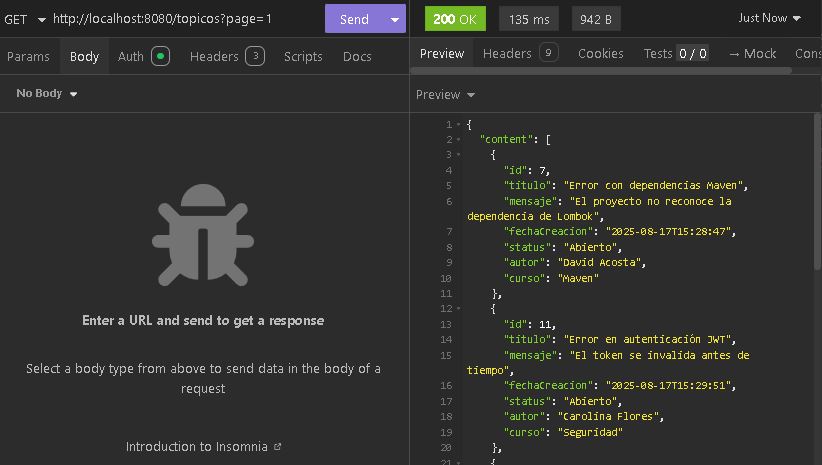 GET http://localhost:8080/topicos?page=1 Send
200 OK 135 ms 942 B Just Now
Params Body Auth Headers 3 Scripts Docs
Preview Headers 9 Cookies Tests 0 / 0 → Mock Cons
No Body
Preview
Enter a URL and send to get a response
Select a body type from above to send data in the body of a
request
Introduction to Insomnia
1 {
2 "content": [
3 {
4 "id": 7,
5 "titulo": "Error con dependencias Maven",
6 "mensaje": "El proyecto no reconoce la
dependencia de Lombok",
7 "fechaCreacion": "2025-08-17T15:28:47",
8 "status": "Abierto",
9 "autor": "David Acosta",
10 "curso": "Maven"
11 },
12 {
13 "id": 11,
14 "titulo": "Error en autenticación JWT",
15 "mensaje": "El token se invalida antes de
tiempo",
16 "fechaCreacion": "2025-08-17T15:29:51",
17 "status": "Abierto",
18 "autor": "Carolina Flores",
19 "curso": "Seguridad"
20 },
21 {